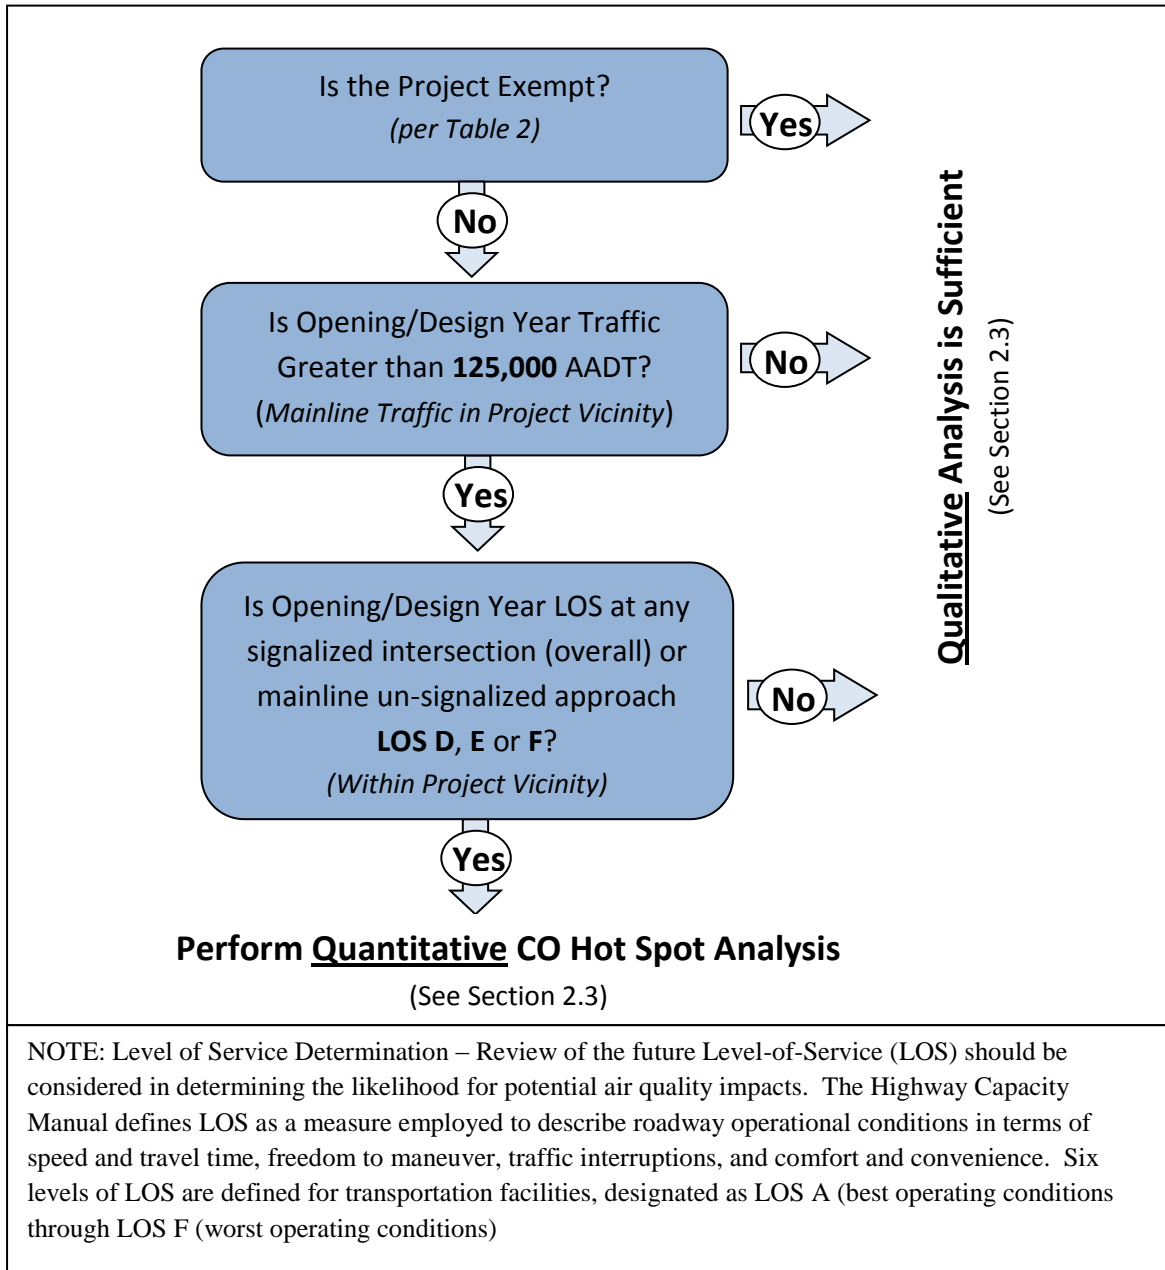 Is the Project Exempt?
(per Table 2)
Yes
No
Is Opening/Design Year Traffic
Greater than 125,000 AADT?
(Mainline Traffic in Project Vicinity)
No
Yes
Is Opening/Design Year LOS at any
signalized intersection (overall) or
mainline un-signalized approach
LOS D, E or F?
(Within Project Vicinity)
No
Yes
Qualitative Analysis is Sufficient
(See Section 2.3)
Perform Quantitative CO Hot Spot Analysis
(See Section 2.3)
NOTE: Level of Service Determination – Review of the future Level-of-Service (LOS) should be
considered in determining the likelihood for potential air quality impacts.  The Highway Capacity
Manual defines LOS as a measure employed to describe roadway operational conditions in terms of
speed and travel time, freedom to maneuver, traffic interruptions, and comfort and convenience.  Six
levels of LOS are defined for transportation facilities, designated as LOS A (best operating conditions
through LOS F (worst operating conditions)